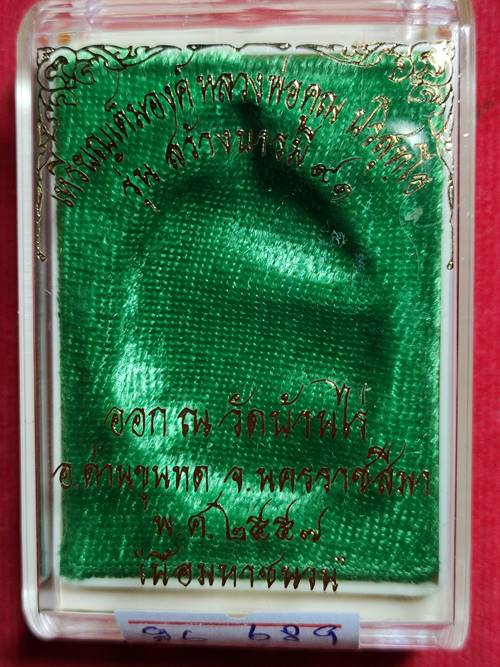 เหรียญเต็มองค์ หลวงพ่อคูณ ปริสุทโธ
รุ่น สร้างบารมี ๙๑
ออก ณ วัดบ้านไร่
อ.ด่านขุนทด จ.นครราชสีมา
พ.ศ.๒๕๕๗
"เนื้อมหาชนวน"
689